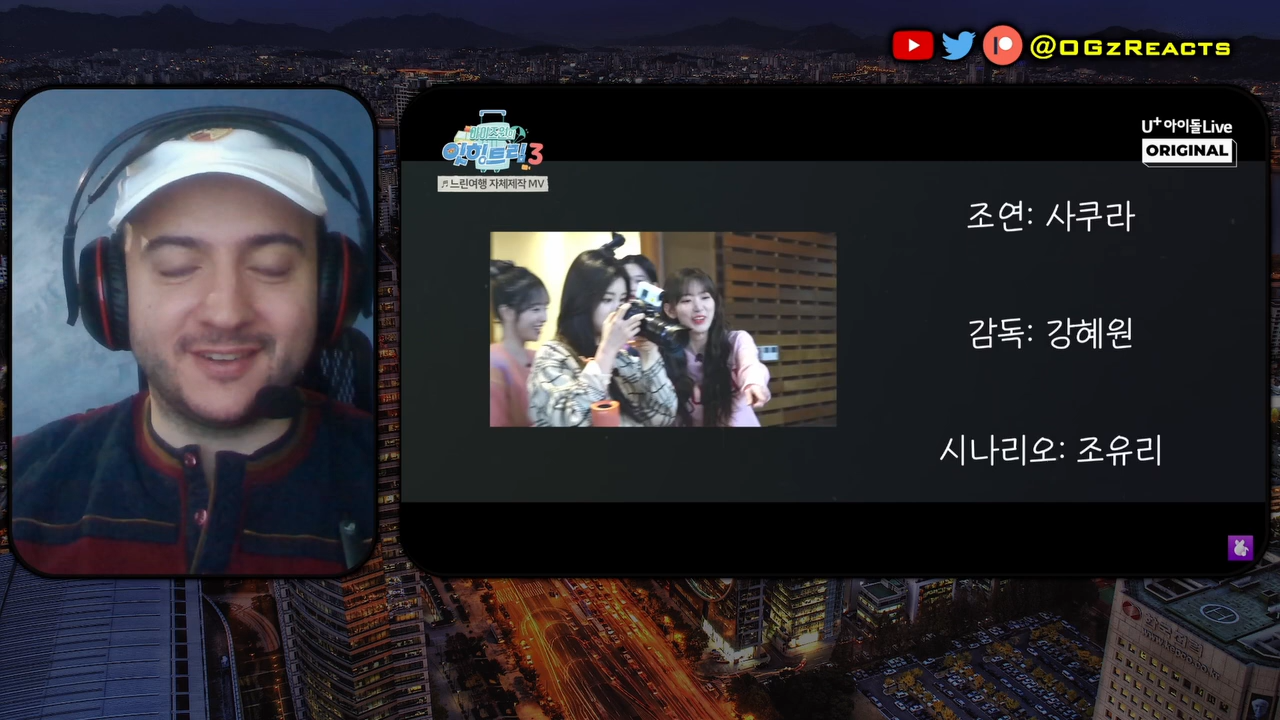 @OGzReacts
아이즈원의
잇힝트립3
♬느린여행 자체제작 MV
U+아이돌Live
ORIGINAL
조연: 사쿠라
감독: 강혜원
시나리오: 조유리